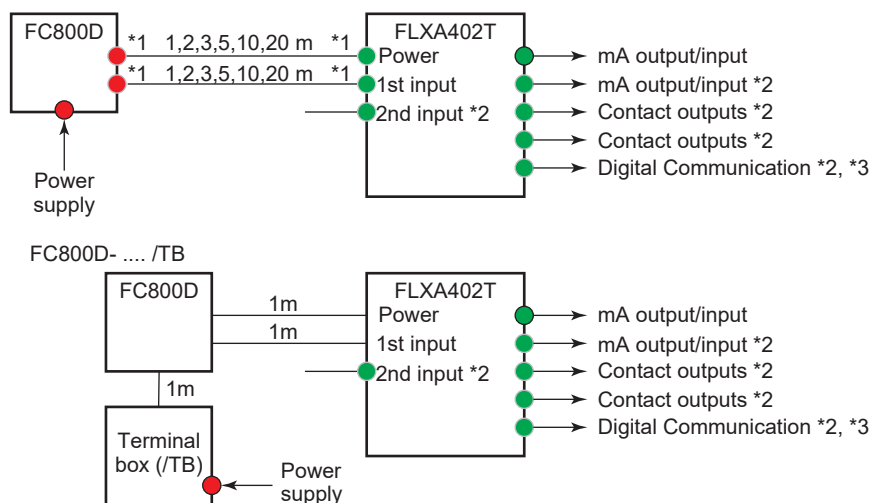 FC800D
FLXA402T
*1 1,2,3,5,10,20 m *1
Power
mA output/input
*1 1,2,3,5,10,20 m *1
1st input
mA output/input *2
2nd input *2
Contact outputs *2
Contact outputs *2
Digital Communication *2, *3
Power
supply
FC800D- .... /TB
FC800D
FLXA402T
1m
Power
mA output/input
1m
1st input
mA output/input *2
2nd input *2
Contact outputs *2
1m
Contact outputs *2
Digital Communication *2, *3
Terminal
box (/TB)
Power
supply